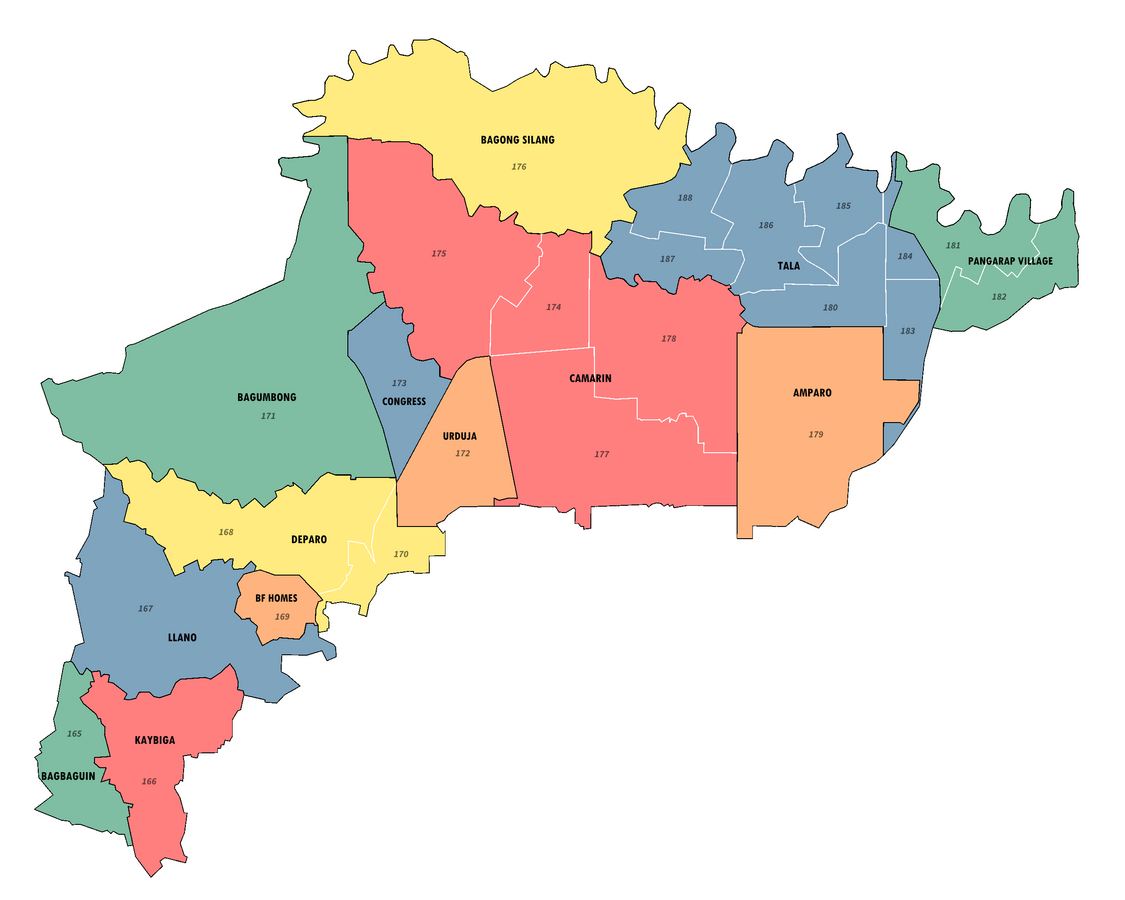 BAGONG SILANG
176
188
185
186
175
187
TALA
184
181
PANGARAP VILLAGE
182
174
180
183
178
173
CONGRESS
CAMARIN
AMPARO
BAGUMBONG
171
URDUJA
172
177
179
168
DEPARO
170
BF HOMES
169
167
LLANO
165
KAYBIGA
BAGBAGUIN
166